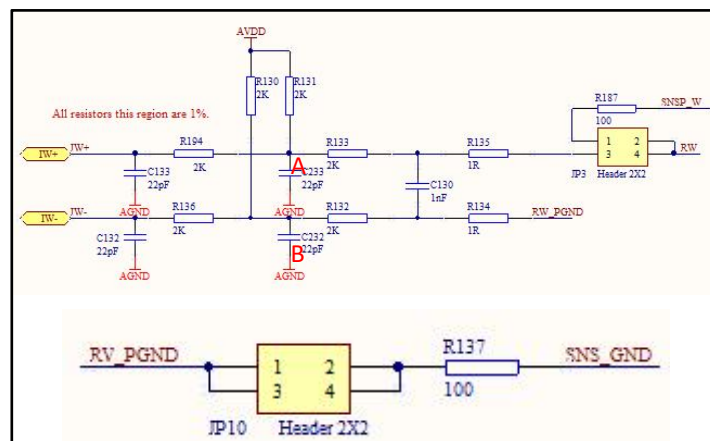 AVDD
R130
2K
R131
2K
All resistors this region are 1%.
R187
SNSP_W
100
IW+
JW+
R194
2K
R133
2K
R135
1R
1 2
3 4
RW
JP3 Header 2X2
C133
22pF
A
C233
22pF
C130
1nF
AGND
AGND
IW-
JW-
R136
2K
R132
2K
R134
1R
RW_PGND
C132
22pF
C232
22pF
B
AGND
AGND
RV_PGND
1 2
3 4
R137
100
SNS_GND
JP10 Header 2X2